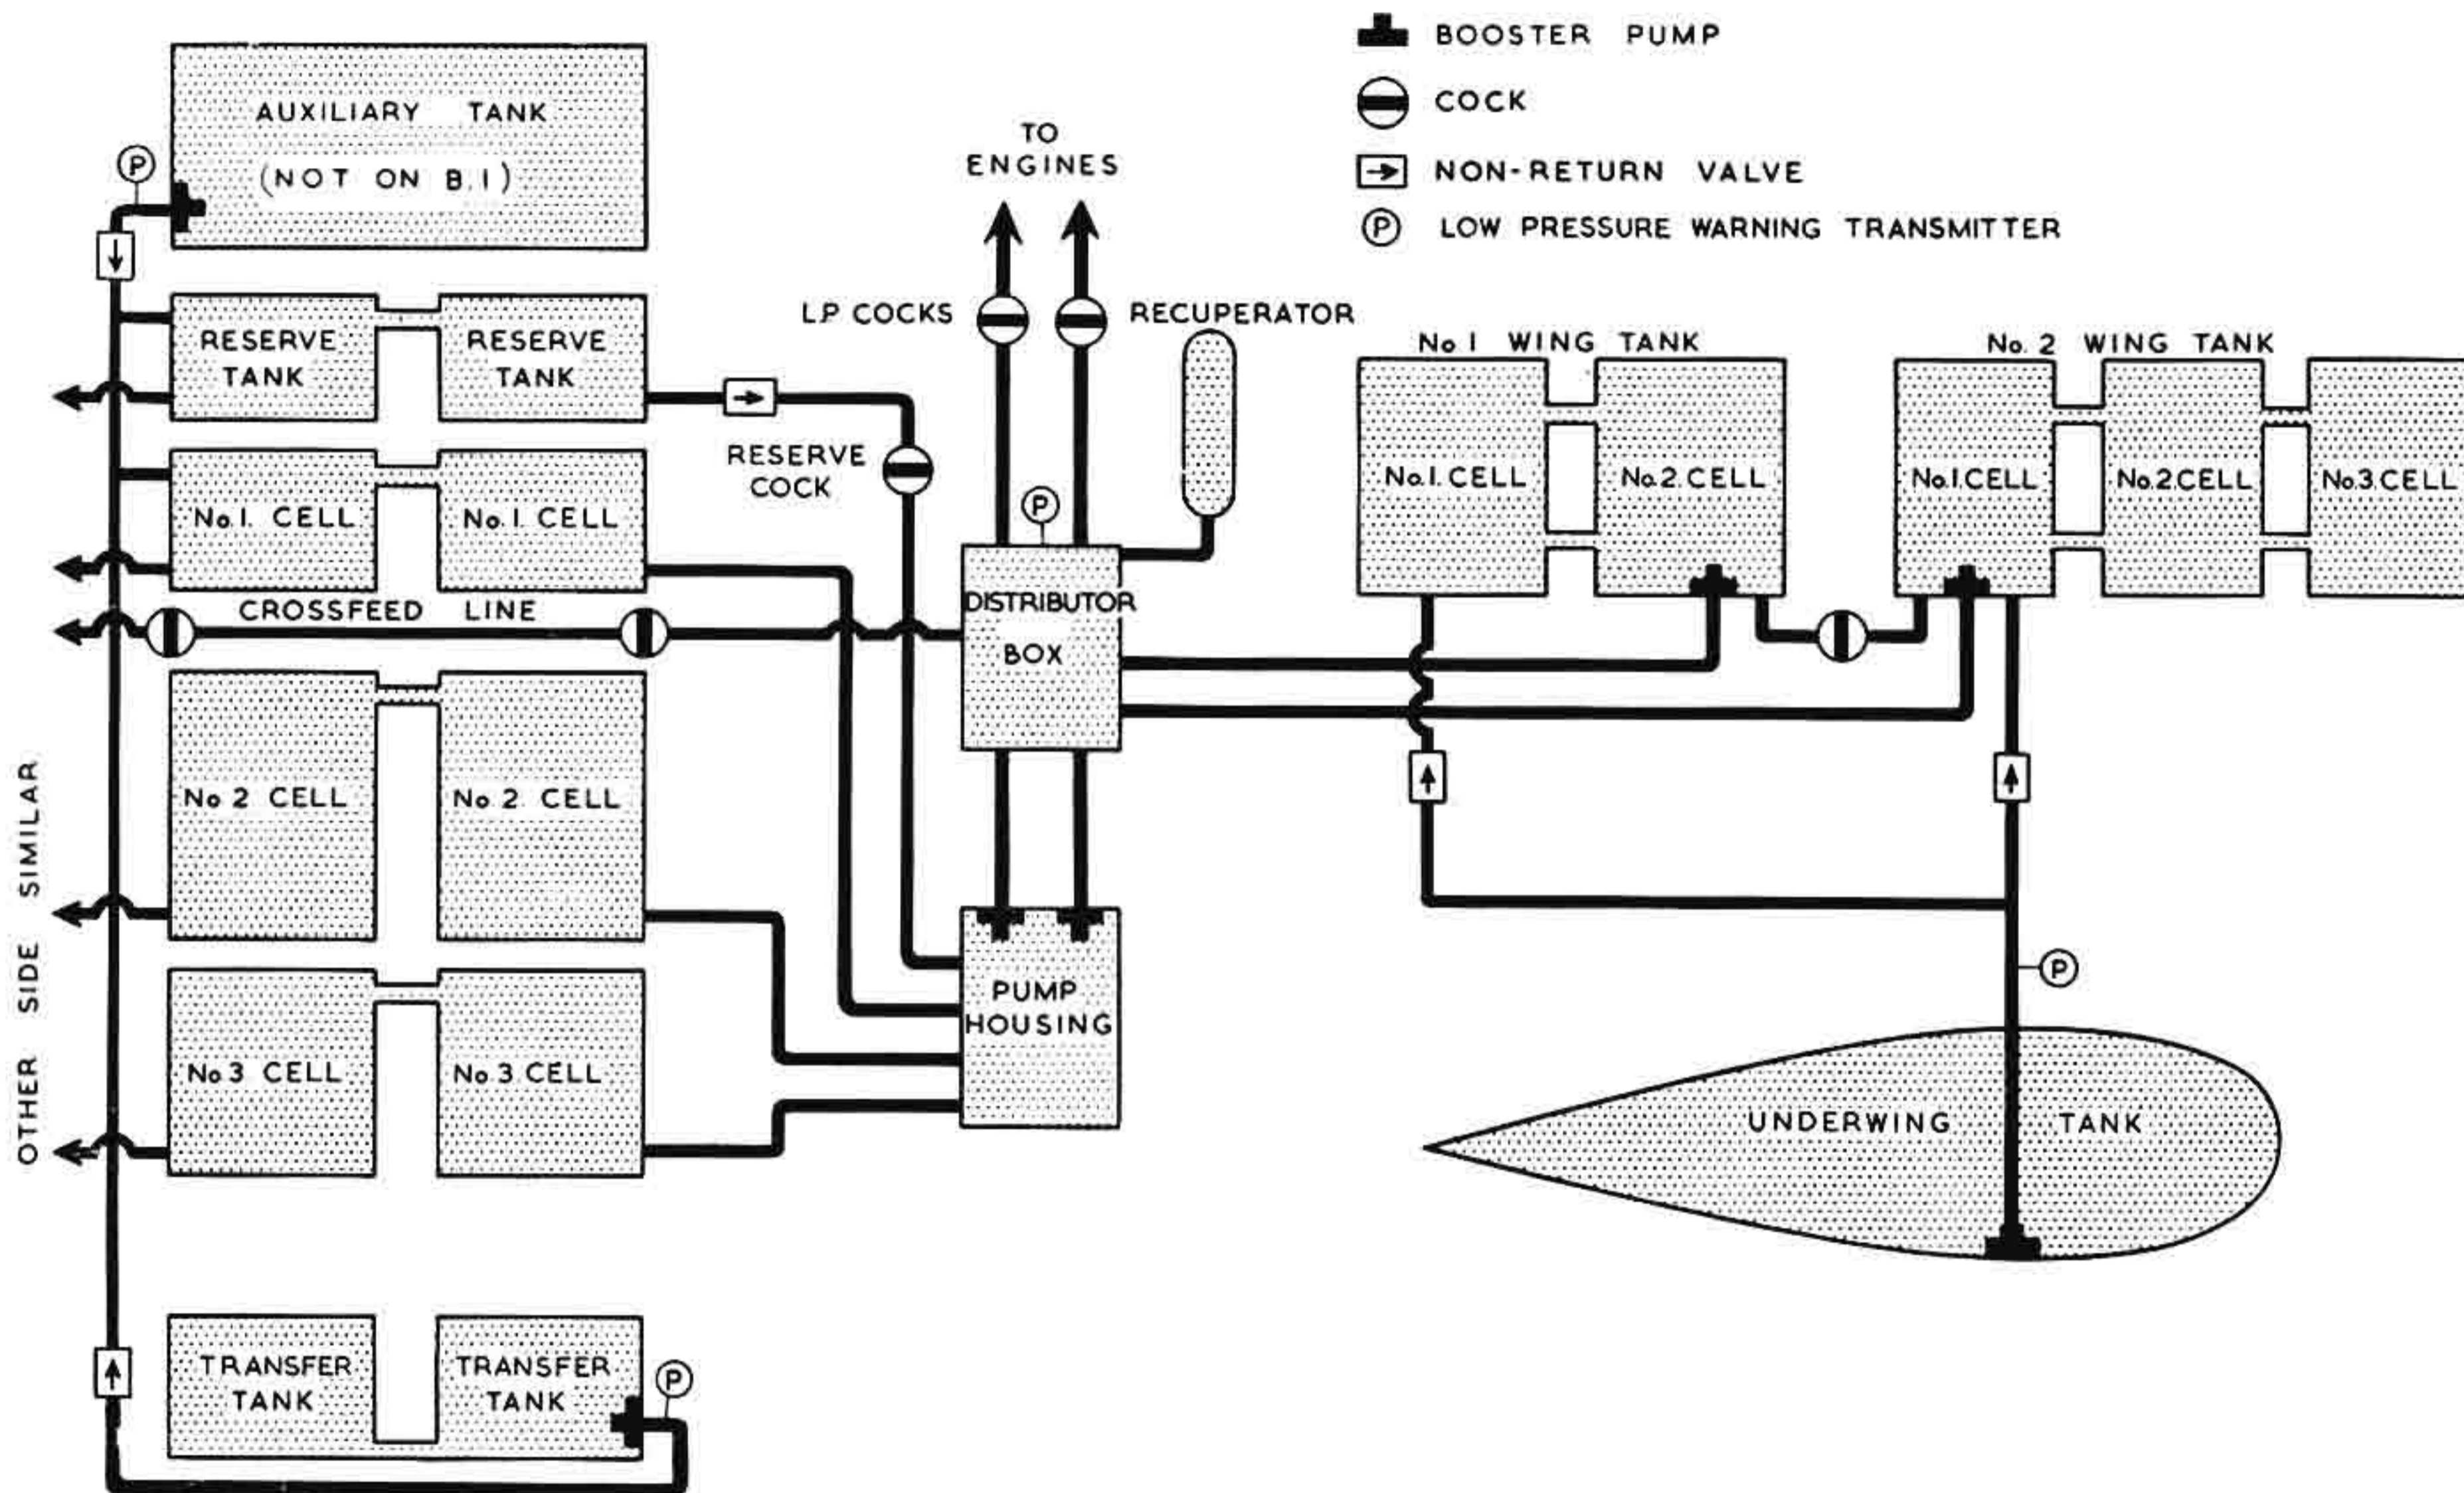 BOOSTER PUMP
COCK
NON-RETURN VALVE
P LOW PRESSURE WARNING TRANSMITTER
AUXILIARY TANK
(NOT ON B.1)
P
TO
ENGINES
LP COCKS
RECUPERATOR
RESERVE
TANK
RESERVE
TANK
RESERVE
COCK
No.1. CELL
No.1. CELL
P
CROSSFEED LINE
DISTRIBUTOR
BOX
No 1 WING TANK
No.1. CELL
No.2. CELL
No. 2 WING TANK
No.1. CELL
No.2. CELL
No.3. CELL
No 2 CELL
No 2. CELL
No 3 CELL
No 3 CELL
PUMP
HOUSING
P
UNDERWING TANK
OTHER SIDE SIMILAR
TRANSFER
TANK
TRANSFER
TANK
P